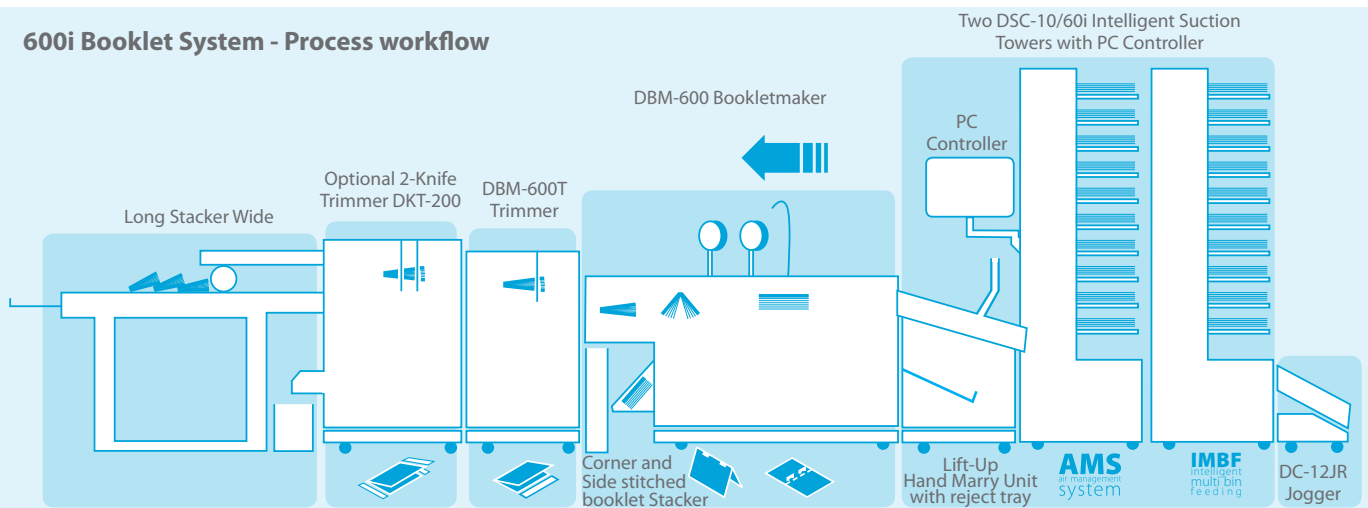 600i Booklet System - Process workflow
Two DSC-10/60i Intelligent Suction
Towers with PC Controller
DBM-600 Bookletmaker
PC
Controller
Optional 2-Knife
Trimmer DKT-200
DBM-600T
Trimmer
Long Stacker Wide
Corner and
Side stitched
booklet Stacker
Lift-Up
Hand Marry Unit
with reject tray
AMS
air management
system
IMBF
intelligent
multi bin
feeding
DC-12JR
Jogger